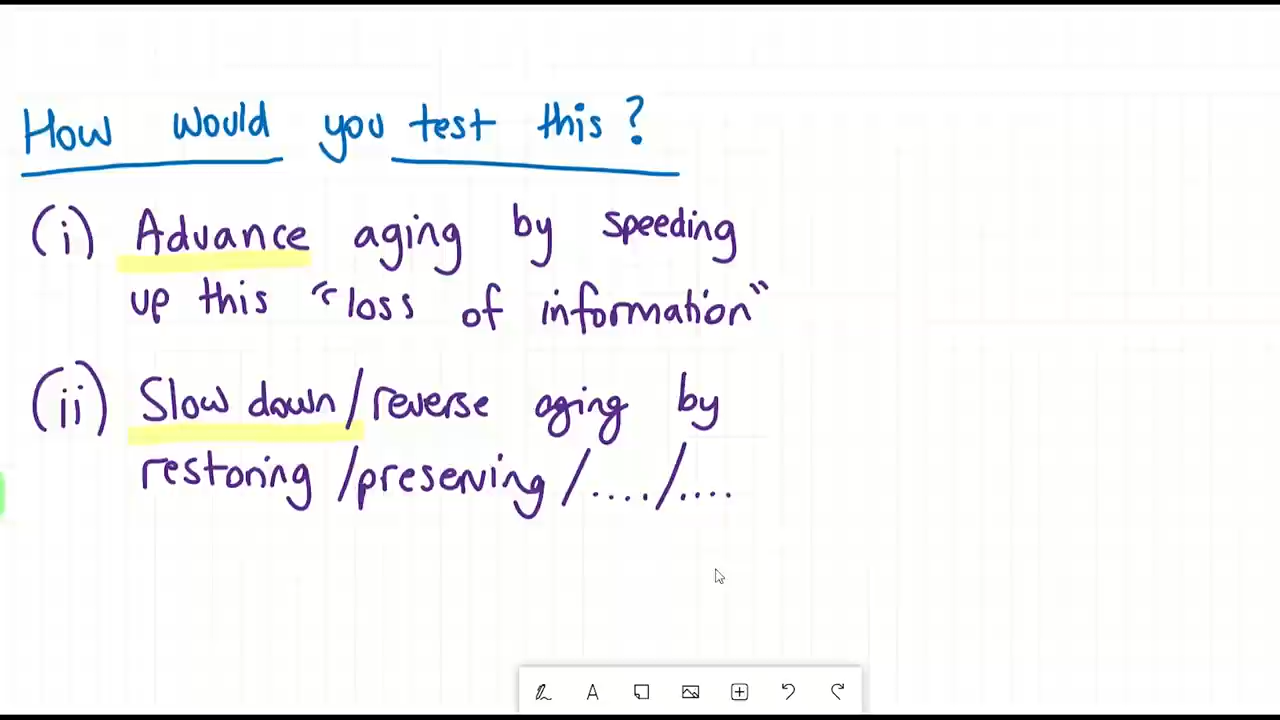 How would you test this?
(i) Advance aging by speeding
up this "loss of information"
(ii) Slow down/reverse aging by
restoring/preserving/..../....
A